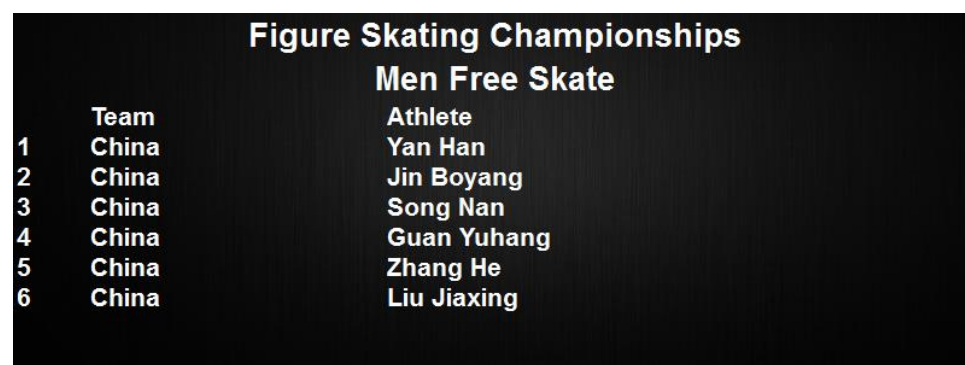 Figure Skating Championships
Men Free Skate
Team Athlete
1 China Yan Han
2 China Jin Boyang
3 China Song Nan
4 China Guan Yuhang
5 China Zhang He
6 China Liu Jiaxing